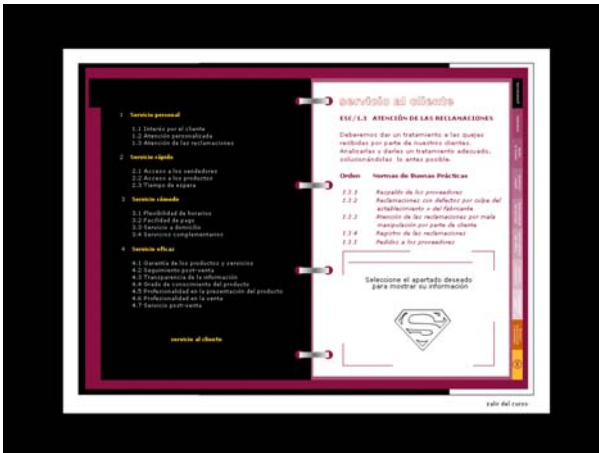 1 Servicio personal
1.1 Interés por el cliente
1.2 Atención personalizada
1.3 Atención de las reclamaciones
2 Servicio rápido
2.1 Acceso a los vendedores
2.2 Acceso a los productos
2.3 Tiempo de espera
3 Servicio cómodo
3.1 Flexibilidad de horarios
3.2 Facilidad de pago
3.3 Servicio a domicilio
3.4 Servicios complementarios
4 Servicio eficaz
4.1 Garantía de los productos y servicios
4.2 Seguimiento post-venta
4.3 Transparencia de la información
4.4 Grado de conocimiento del producto
4.5 Profesionalidad en la presentación del producto
4.6 Profesionalidad en la venta
4.7 Servicio post-venta
servicio al cliente
servicio al cliente
ESC/1.3 ATENCIÓN DE LAS RECLAMACIONES
Deberemos dar un tratamiento a las quejas
recibidas por parte de nuestros clientes.
Analizarlas y darles un tratamiento adecuado,
solucionándolas lo antes posible.
Orden Normas de Buenas Prácticas
1.3.1 Respaldo de los proveedores
1.3.2 Reclamaciones con defectos por culpa del
establecimiento o del fabricante
1.3.3 Atención de las reclamaciones por mala
manipulación por parte de cliente
1.3.4 Registro de las reclamaciones
1.3.5 Pedidos a los proveedores
Seleccione el apartado deseado
para mostrar su información
S
salir del curso